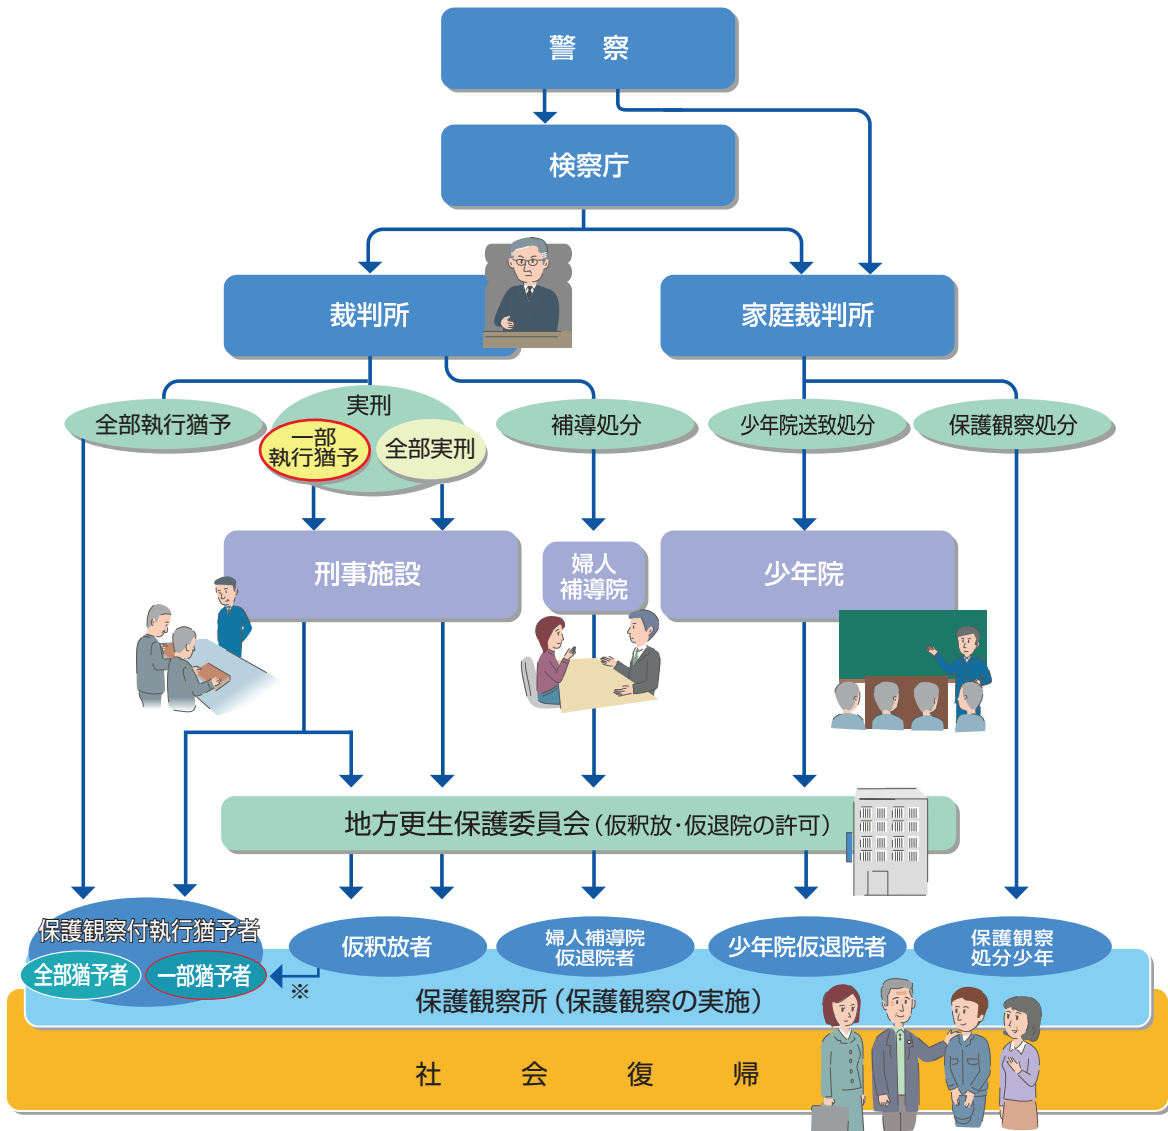 警　察
検察庁
裁判所
家庭裁判所
全部執行猶予
実刑
一部
執行猶予
全部実刑
補導処分
少年院送致処分
保護観察処分
刑事施設
婦人
補導院
少年院
地方更生保護委員会（仮釈放・仮退院の許可）
保護観察付執行猶予者
全部猶予者
一部猶予者
※
仮釈放者
婦人補導院
仮退院者
少年院仮退院者
保護観察
処分少年
保護観察所（保護観察の実施）
社　会　復　帰